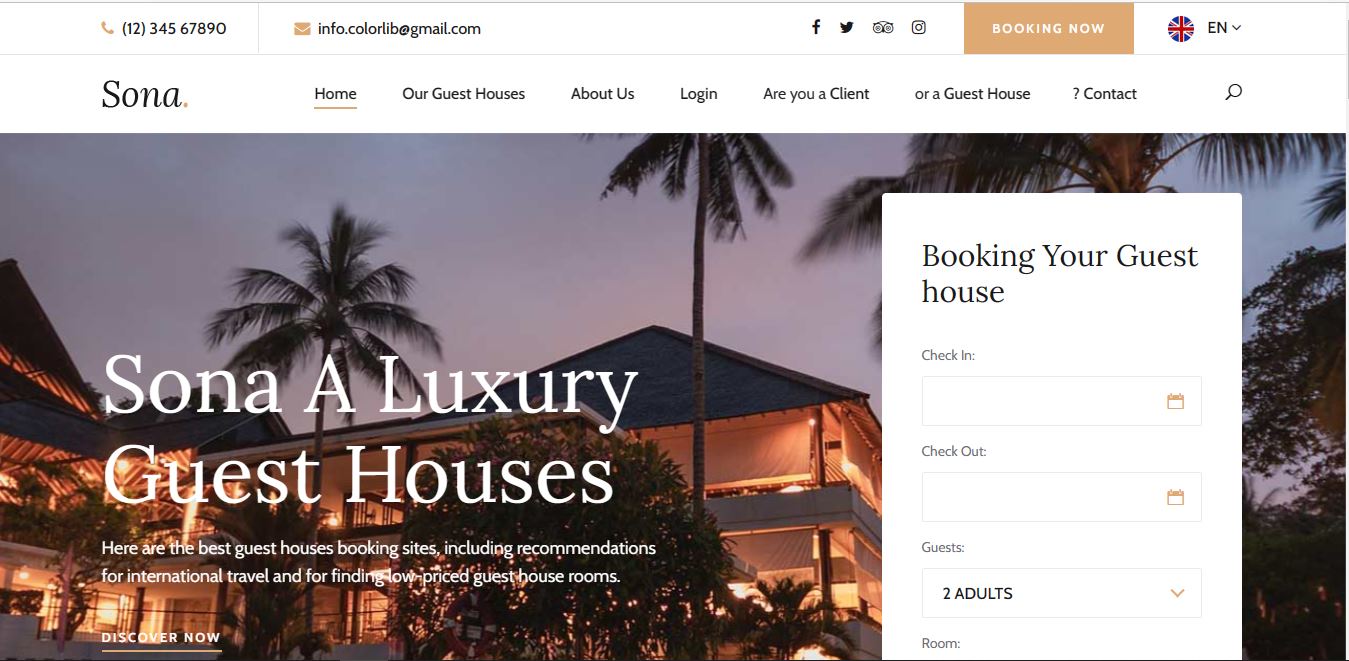 (12) 345 67890
info.colorlib@gmail.com
BOOKING NOW
EN
Sona.
Home
Our Guest Houses
About Us
Login
Are you a Client
or a Guest House
? Contact
Sona A Luxury
Guest Houses
Here are the best guest houses booking sites, including recommendations
for international travel and for finding low-priced guest house rooms.
DISCOVER NOW
Booking Your Guest
house
Check In:
Check Out:
Guests:
2 ADULTS
Room: